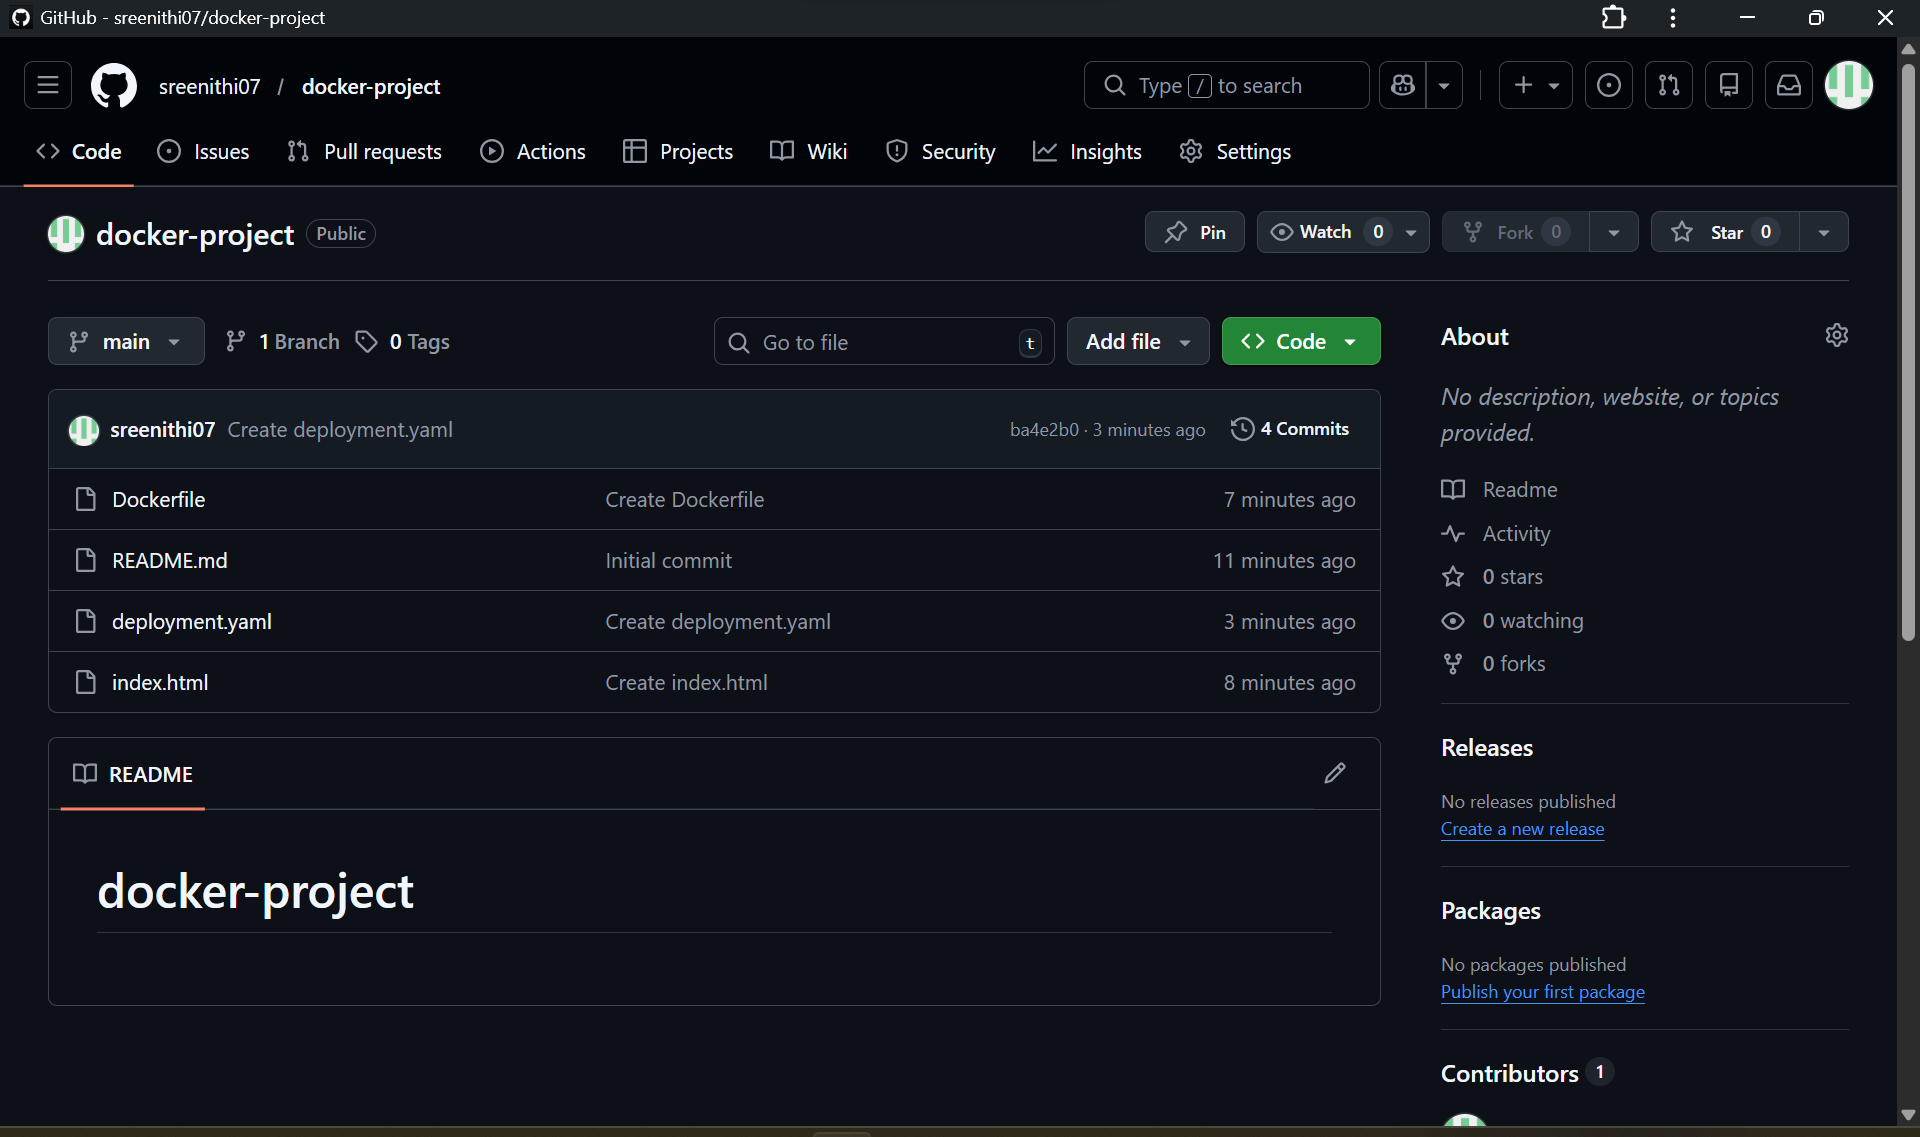 GitHub - sreenithi07/docker-project
sreenithi07 / docker-project
Type / to search
Code Issues Pull requests Actions Projects Wiki Security Insights Settings
docker-project Public
Pin Watch 0 Fork 0 Star 0
main 1 Branch 0 Tags
Go to file t Add file Code
sreenithi07 Create deployment.yaml ba4e2b0 · 3 minutes ago 4 Commits
Dockerfile Create Dockerfile 7 minutes ago
README.md Initial commit 11 minutes ago
deployment.yaml Create deployment.yaml 3 minutes ago
index.html Create index.html 8 minutes ago
README
docker-project
About
No description, website, or topics
provided.
Readme
Activity
0 stars
0 watching
0 forks
Releases
No releases published
Create a new release
Packages
No packages published
Publish your first package
Contributors 1